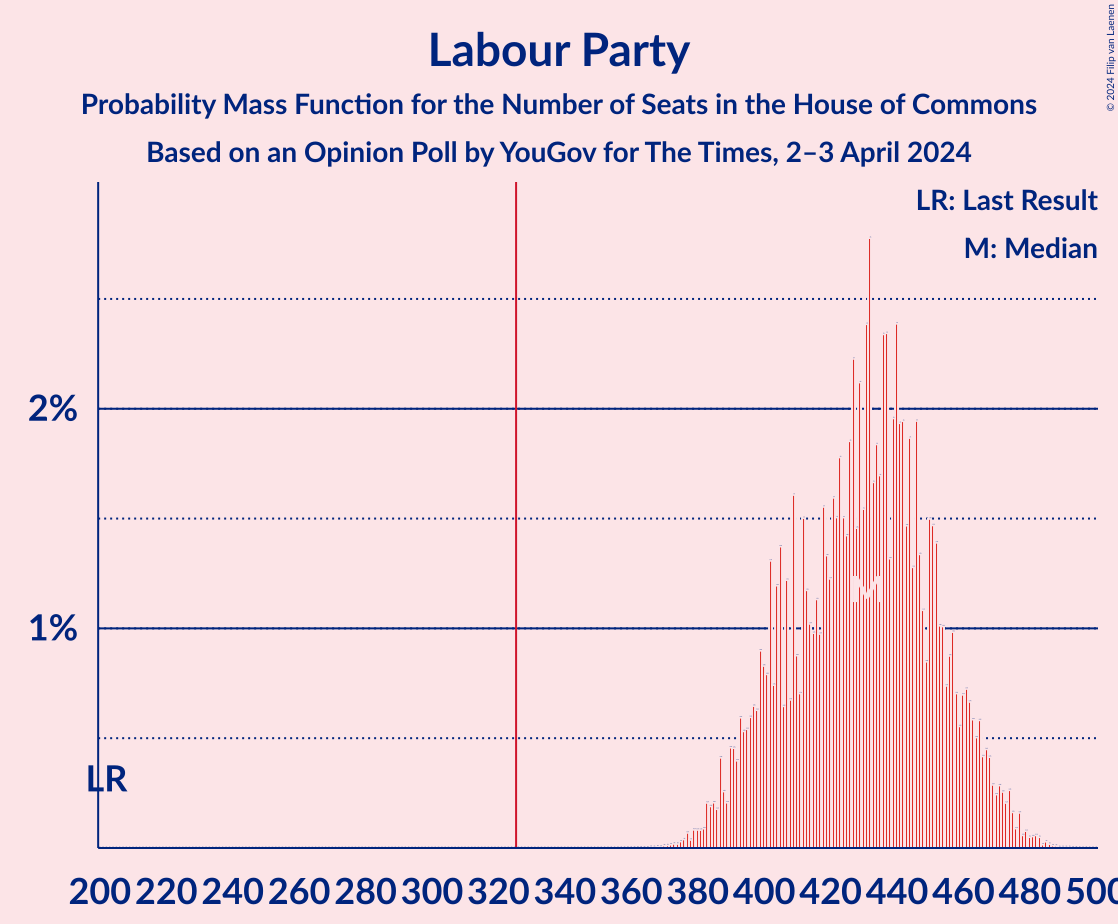 Labour Party
Probability Mass Function for the Number of Seats in the House of Commons
Based on an Opinion Poll by YouGov for The Times, 2–3 April 2024
© 2024 Filip van Laenen
LR: Last Result
M: Median
2%
1%
LR
M
200 220 240 260 280 300 320 340 360 380 400 420 440 460 480 500